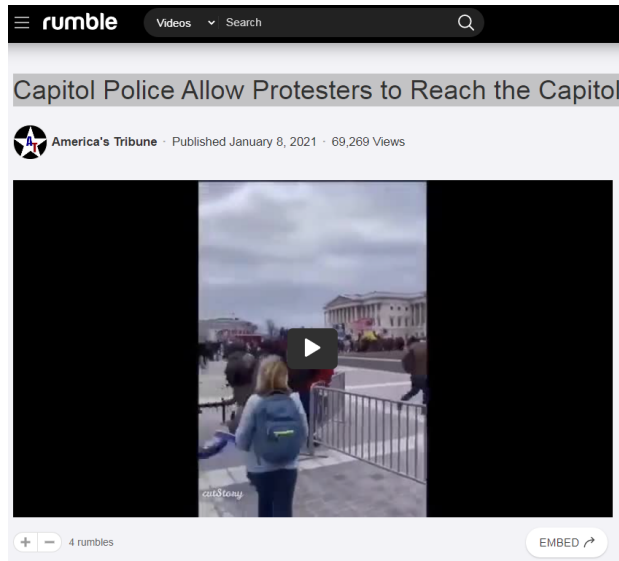 rumble
Videos Search
Capitol Police Allow Protesters to Reach the Capitol
AT
America's Tribune · Published January 8, 2021 · 69,269 Views
cutStory
+ − 4 rumbles
EMBED